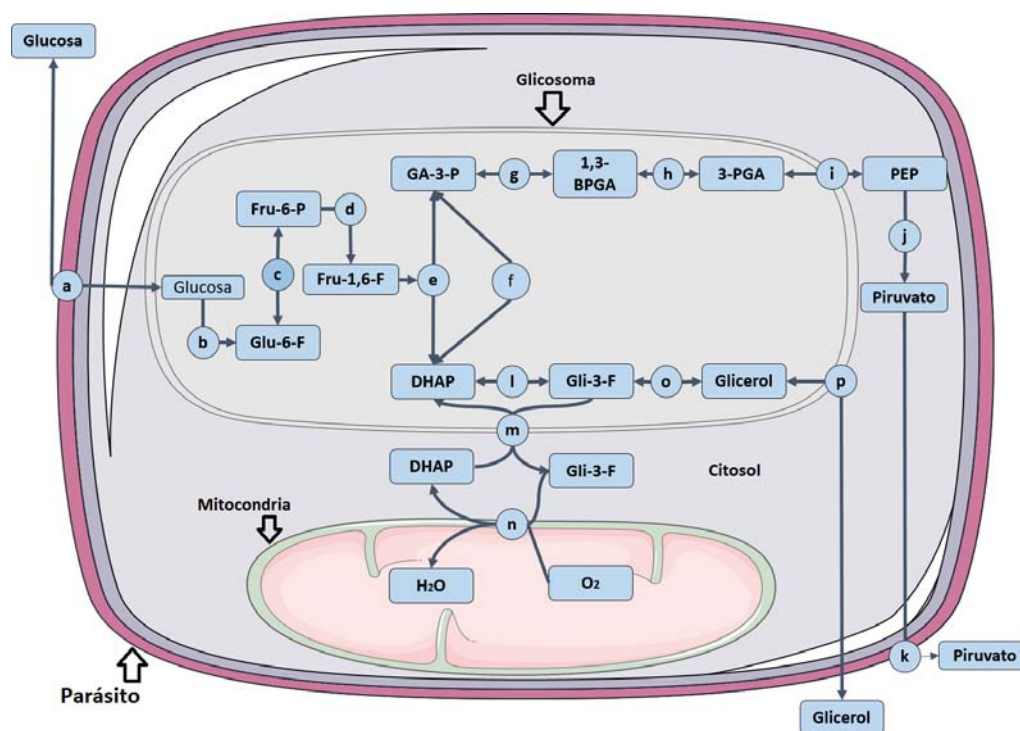 Glucosa
Glicosoma
GA-3-P
g
1,3-
BPGA
h
3-PGA
i
PEP
Fru-6-P
d
j
c
Fru-1,6-F
e
f
a
Glucosa
Piruvato
b
Glu-6-F
DHAP
l
Gli-3-F
o
Glicerol
p
m
DHAP
Gli-3-F
Citosol
Mitocondria
n
H2O
O2
k
Piruvato
Parásito
Glicerol